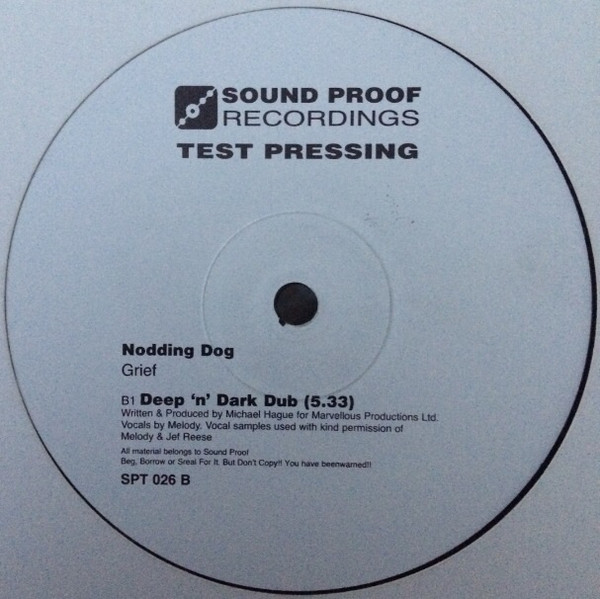 SOUND PROOF
RECORDINGS
TEST PRESSING
Nodding Dog
Grief
B1 Deep ‘n’ Dark Dub (5.33)
Written & Produced by Michael Hague for Marvellous Productions Ltd.
Vocals by Melody. Vocal samples used with kind permission of
Melody & Jef Reese
All material belongs to Sound Proof
Beg, Borrow or Sreal For It. But Don't Copy!! You have beenwarned!!
SPT 026 B